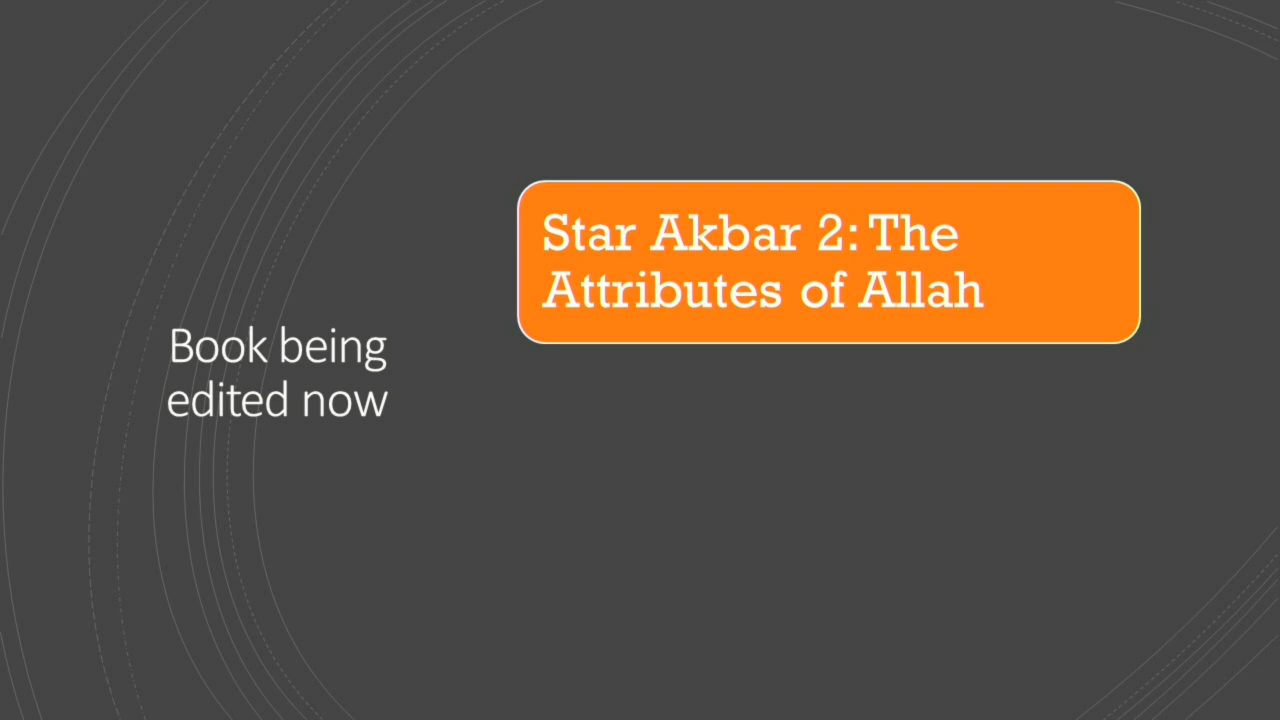 Book being
edited now
Star Akbar 2: The
Attributes of Allah